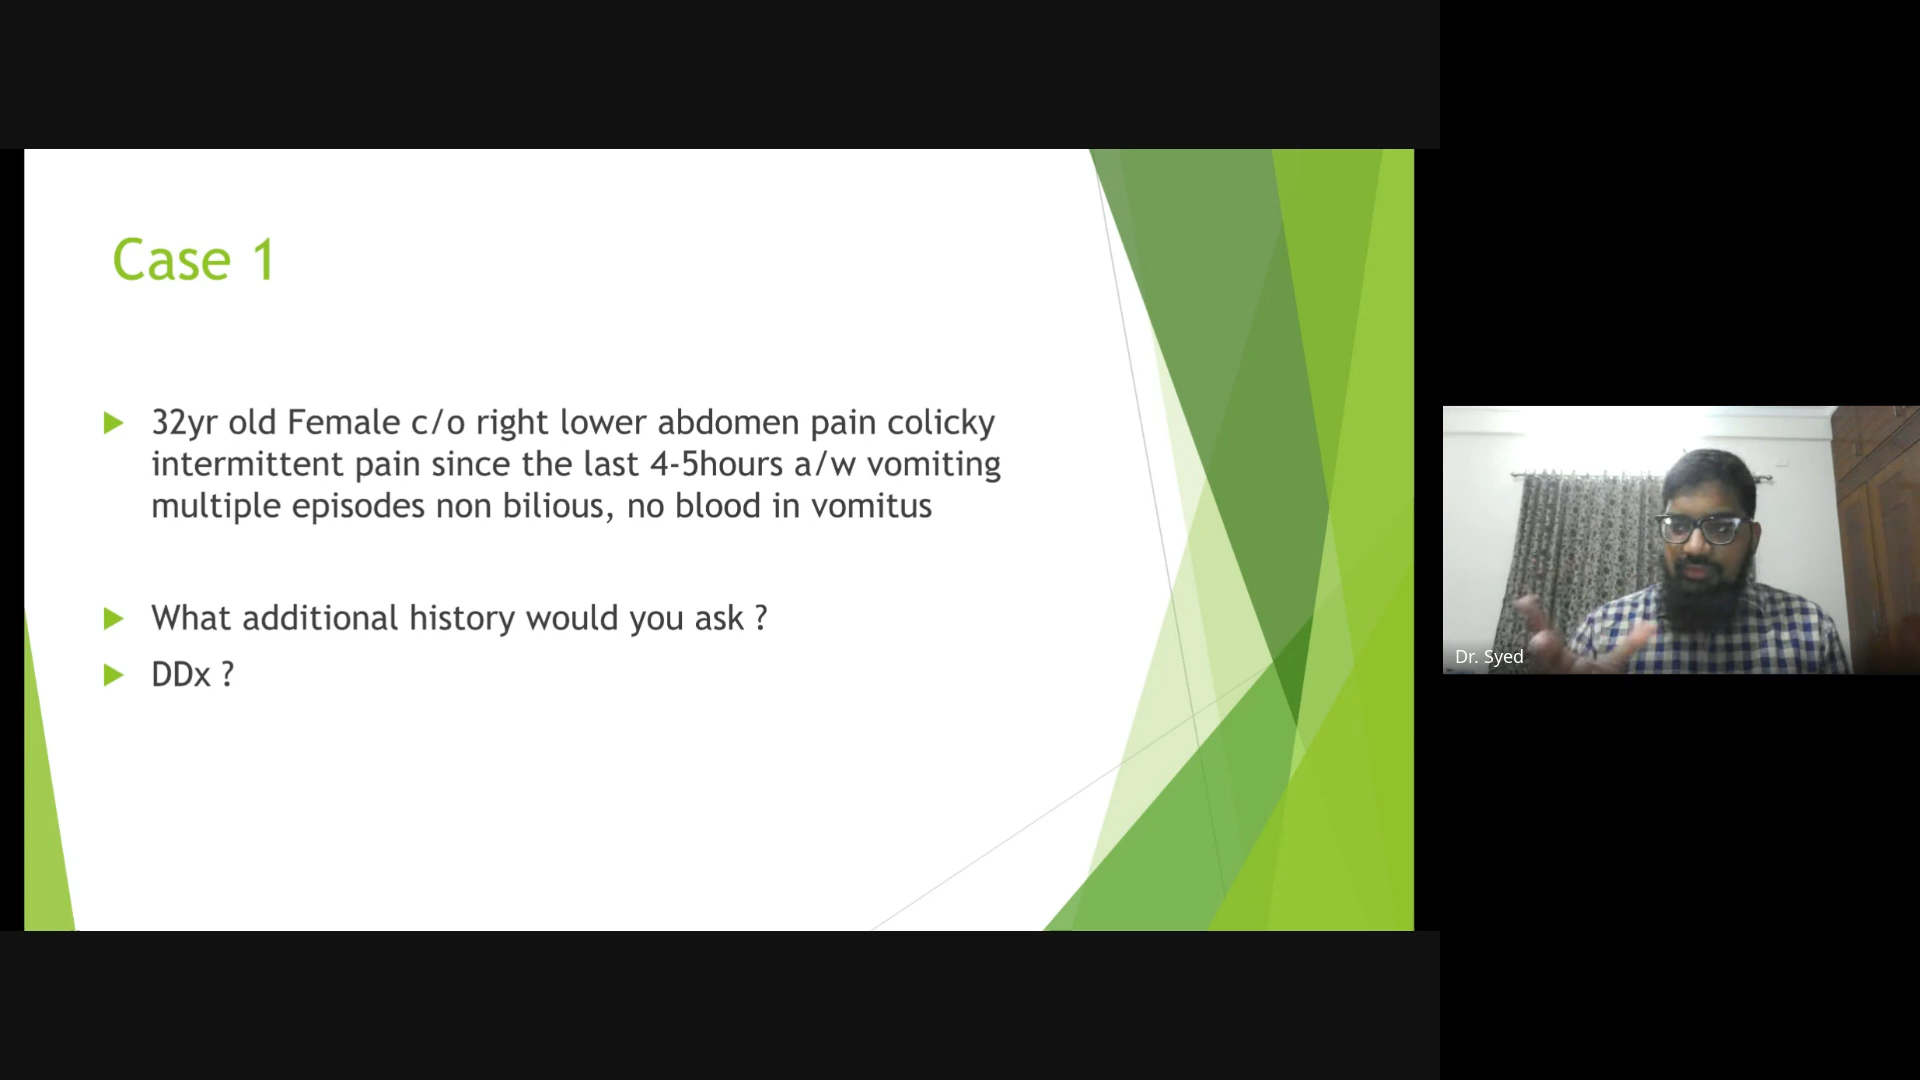 Case 1
32yr old Female c/o right lower abdomen pain colicky
intermittent pain since the last 4-5hours a/w vomiting
multiple episodes non bilious, no blood in vomitus
What additional history would you ask ?
DDx ?
Dr. Syed